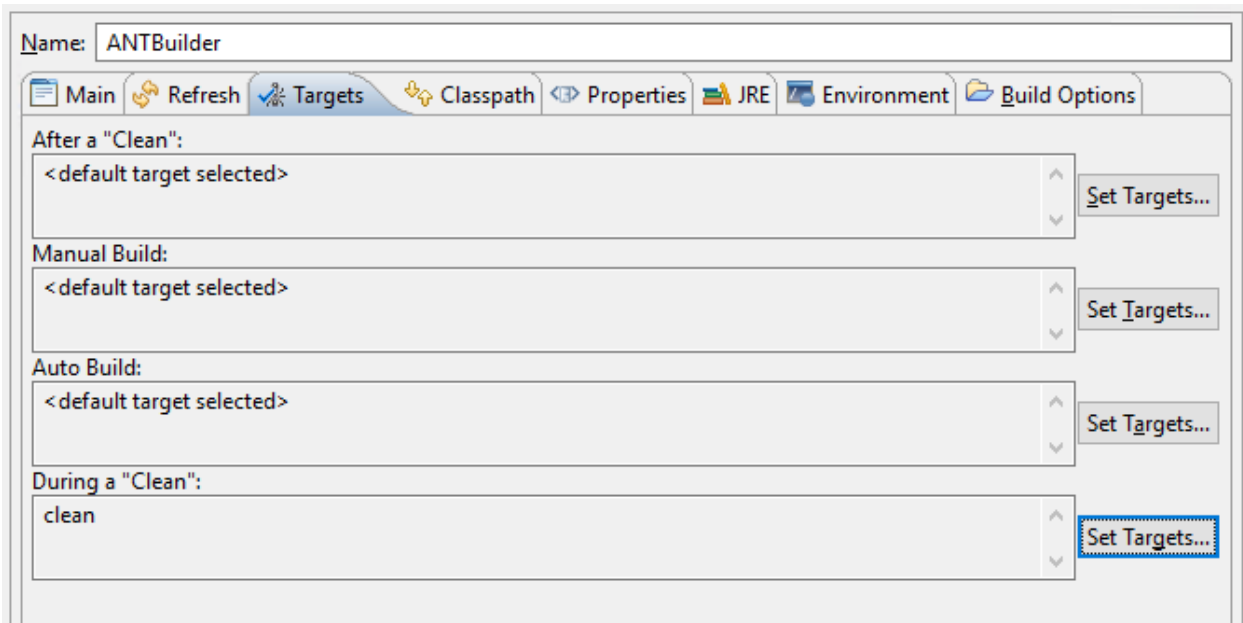 Name: ANTBuilder
Main Refresh Targets Classpath Properties JRE Environment Build Options
After a "Clean":
<default target selected>
Set Targets...
Manual Build:
<default target selected>
Set Targets...
Auto Build:
<default target selected>
Set Targets...
During a "Clean":
clean
Set Targets...